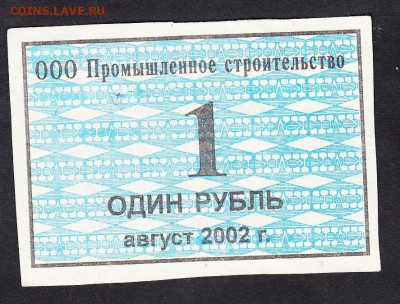 COINS.LAVE.RU
ООО Промышленное строительство
1
ОДИН РУБЛЬ
август 2002 г.